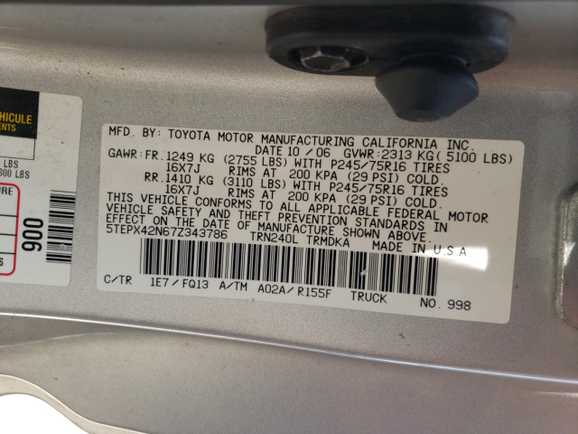 VEHICULE
ENTS
LBS
300 LBS
URE
900
MFD. BY: TOYOTA MOTOR MANUFACTURING CALIFORNIA INC.
DATE 10/06 GVWR:2313 KG( 5100 LBS)
GAWR:FR.1249 KG (2755 LBS) WITH P245/75R16 TIRES
16X7J RIMS AT 200 KPA (29 PSI) COLD
RR.1410 KG (3110 LBS) WITH P245/75R16 TIRES
16X7J RIMS AT 200 KPA (29 PSI) COLD.
THIS VEHICLE CONFORMS TO ALL APPLICABLE FEDERAL MOTOR
VEHICLE SAFETY AND THEFT PREVENTION STANDARDS IN
EFFECT ON THE DATE OF MANUFACTURE SHOWN ABOVE.
5TEPX42N67Z343786 TRN240L TRMDKA MADE IN U.S.A
C/TR 1E7/FQ13 A/TM A02A/R155F TRUCK NO. 998